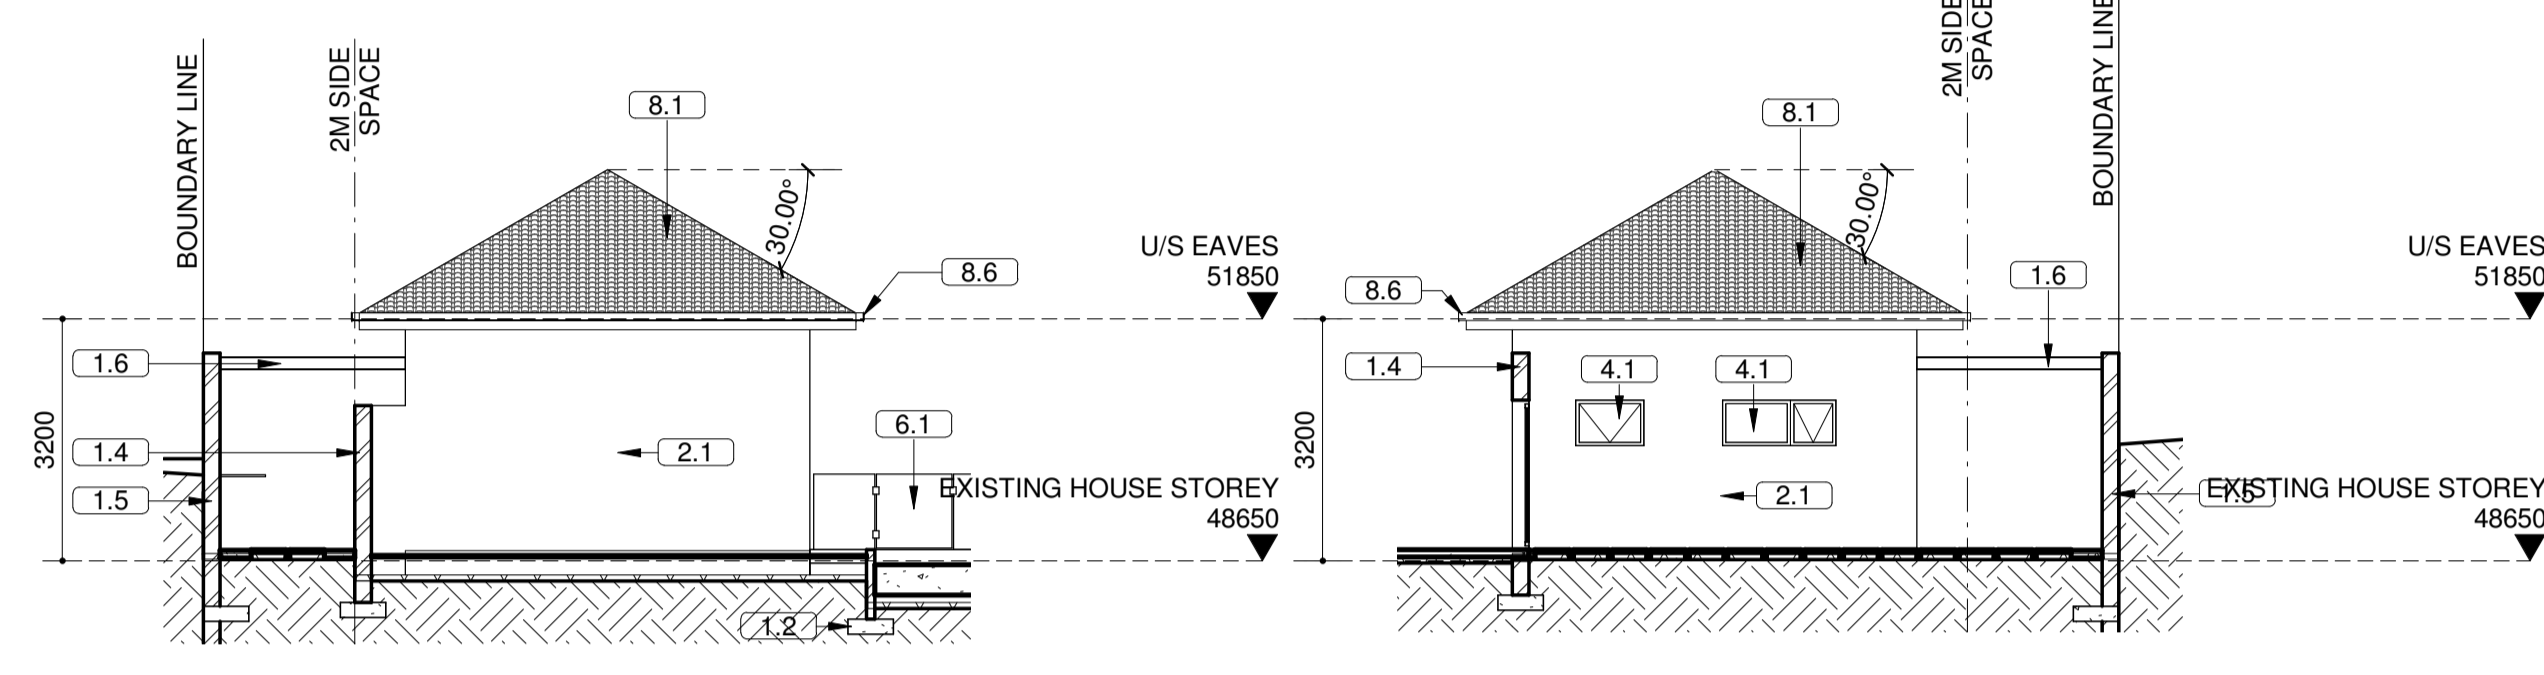 BOUNDARY LINE
2M SIDE
SPACE
8.1
30.00°
8.6
U/S EAVES
51850
1.6
1.4
1.5
3200
2.1
6.1
EXISTING HOUSE STOREY
48650
1.2
2M SIDE
SPACE
BOUNDARY LINE
8.1
30.00°
8.6
U/S EAVES
51850
1.6
1.4
4.1
4.1
3200
2.1
1.5
EXISTING HOUSE STOREY
48650